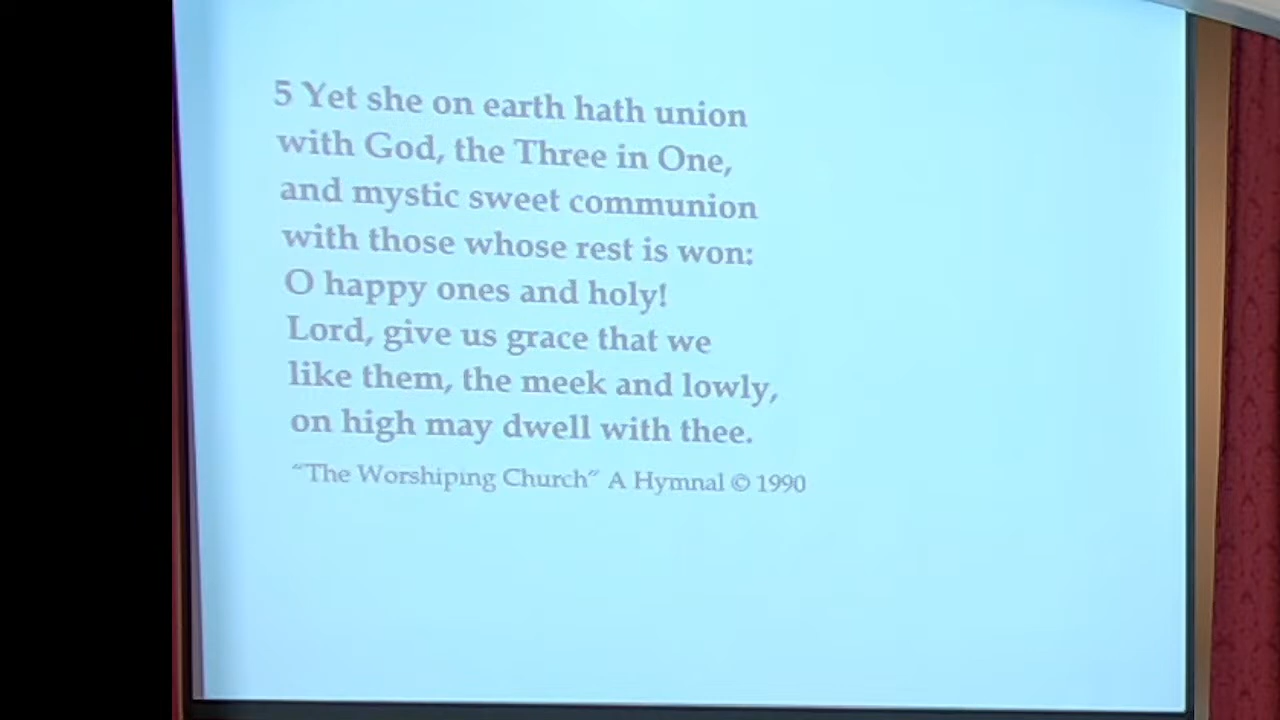 5 Yet she on earth hath union
with God, the Three in One,
and mystic sweet communion
with those whose rest is won:
O happy ones and holy!
Lord, give us grace that we
like them, the meek and lowly,
on high may dwell with thee.
“The Worshiping Church” A Hymnal © 1990